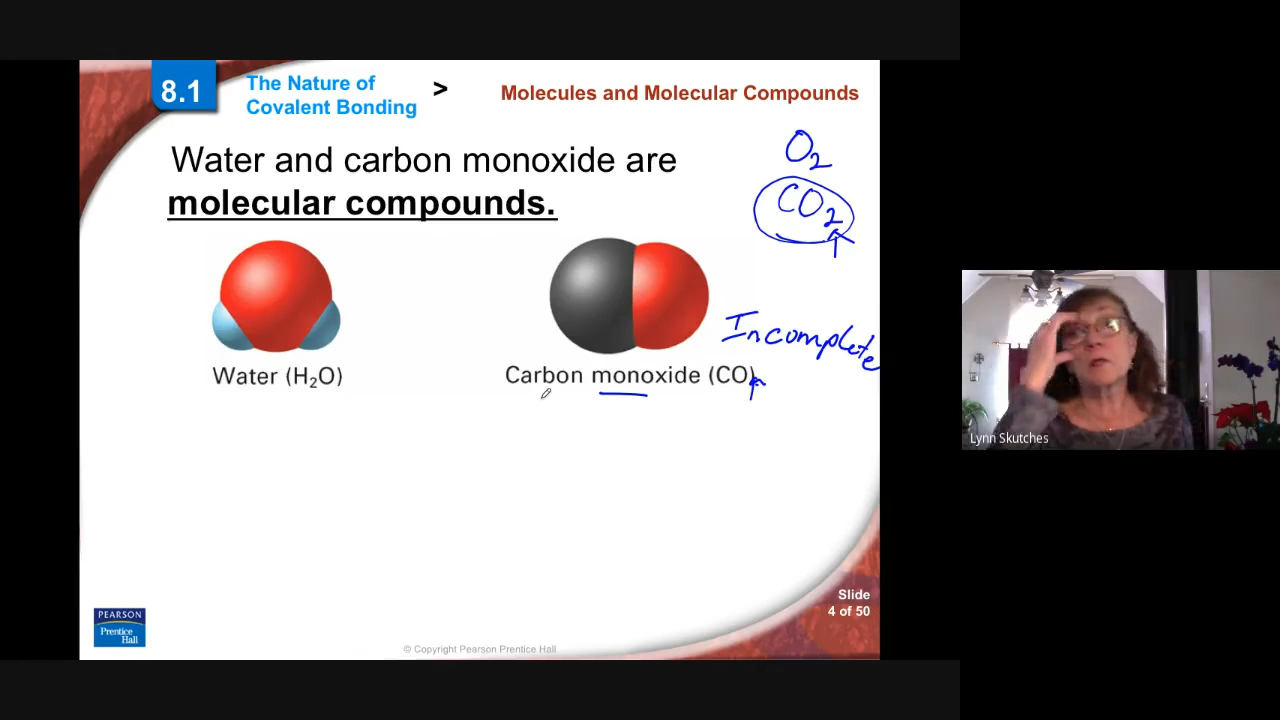 8.1
The Nature of
Covalent Bonding
>
Molecules and Molecular Compounds
Water and carbon monoxide are
molecular compounds.
O₂
CO₂
Incomplete
Water (H₂O)
Carbon monoxide (CO)
Lynn Skutches
Slide
4 of 50
PEARSON
Prentice
Hall
© Copyright Pearson Prentice Hall